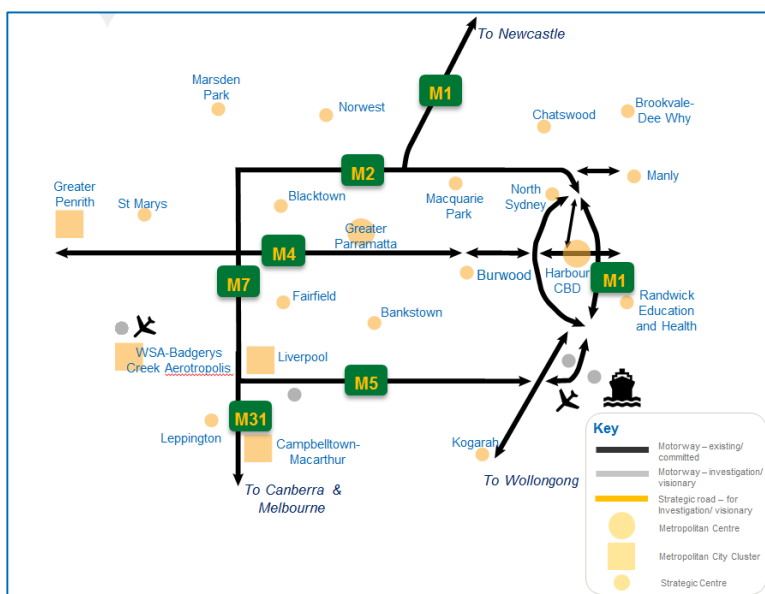 To Newcastle
Marsden
Park
Norwest
M1
Chatswood
Brookvale-
Dee Why
M2
Greater
Penrith
St Marys
Blacktown
Macquarie
Park
North
Sydney
Manly
Greater
Parramatta
M4
M7
Burwood
Harbour
CBD
M1
Fairfield
Bankstown
Randwick
Education
and Health
WSA-Badgerys
Creek Aerotropolis
Liverpool
M5
M31
Leppington
Campbelltown-
Macarthur
Kogarah
To Canberra &
Melbourne
To Wollongong
Key
Motorway – existing/
committed
Motorway – investigation/
visionary
Strategic road – for
Investigation/ visionary
Metropolitan Centre
Metropolitan City Cluster
Strategic Centre